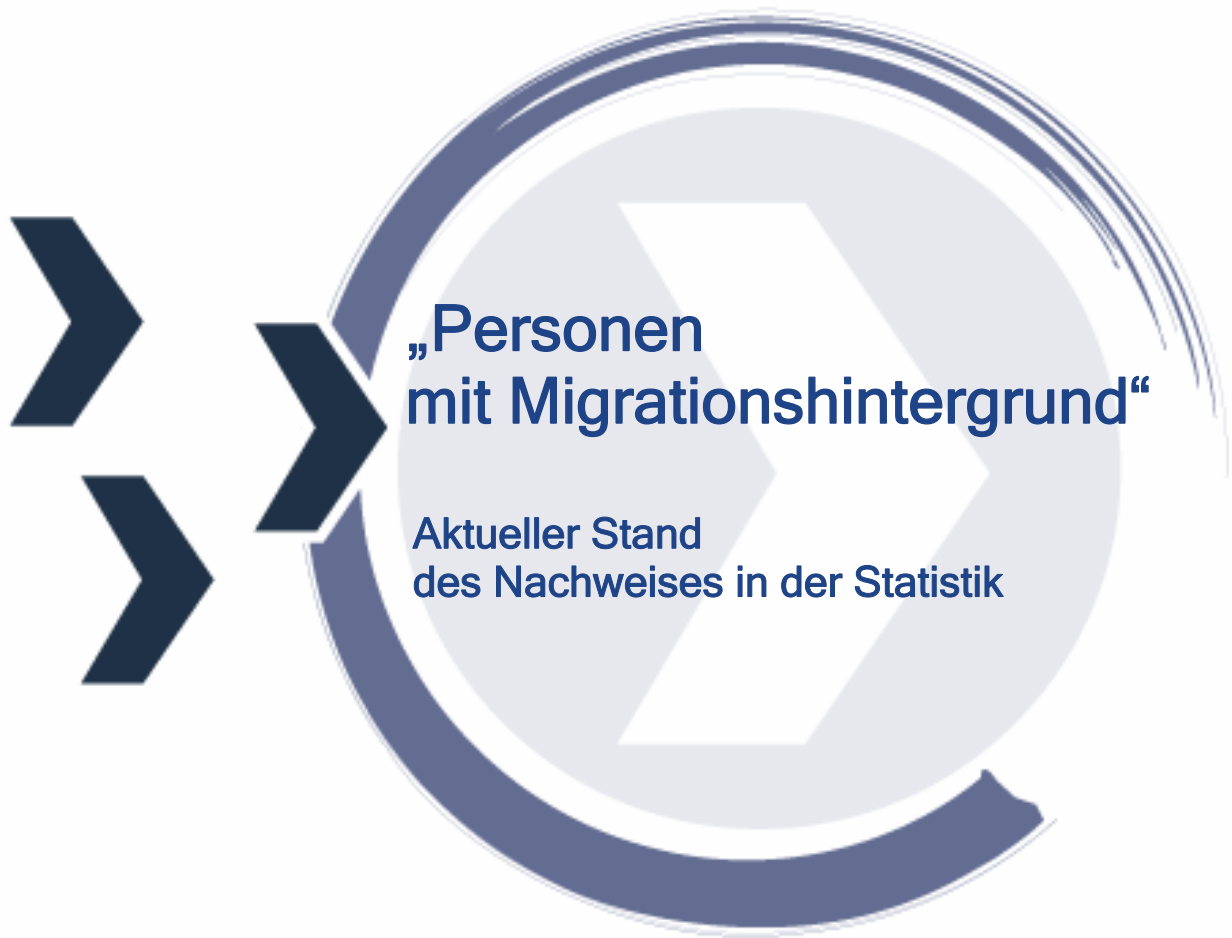 „Personen
mit Migrationshintergrund“
Aktueller Stand
des Nachweises in der Statistik